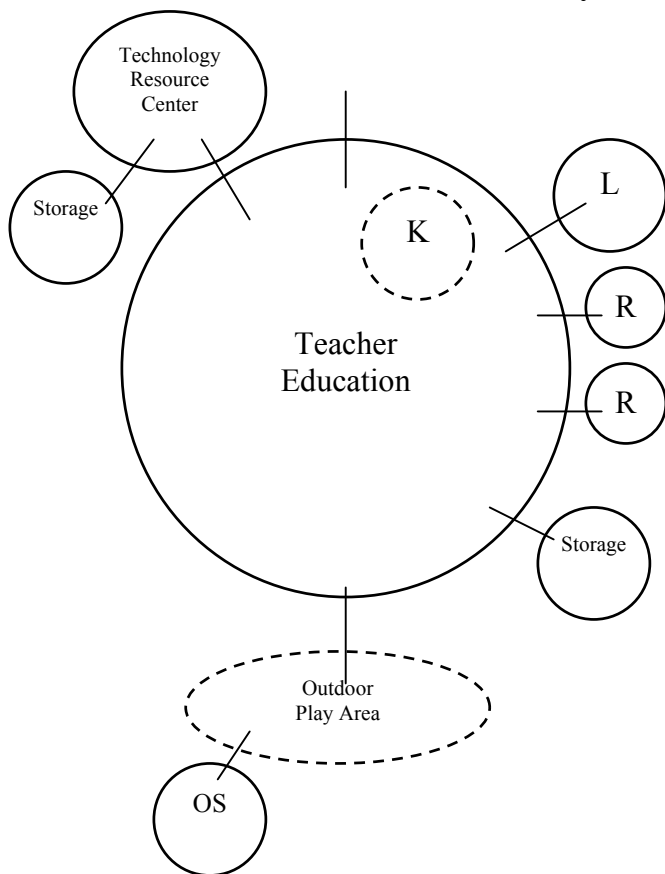 Technology
Resource
Center
L
Storage
K
R
Teacher
Education
R
Storage
Outdoor
Play Area
OS